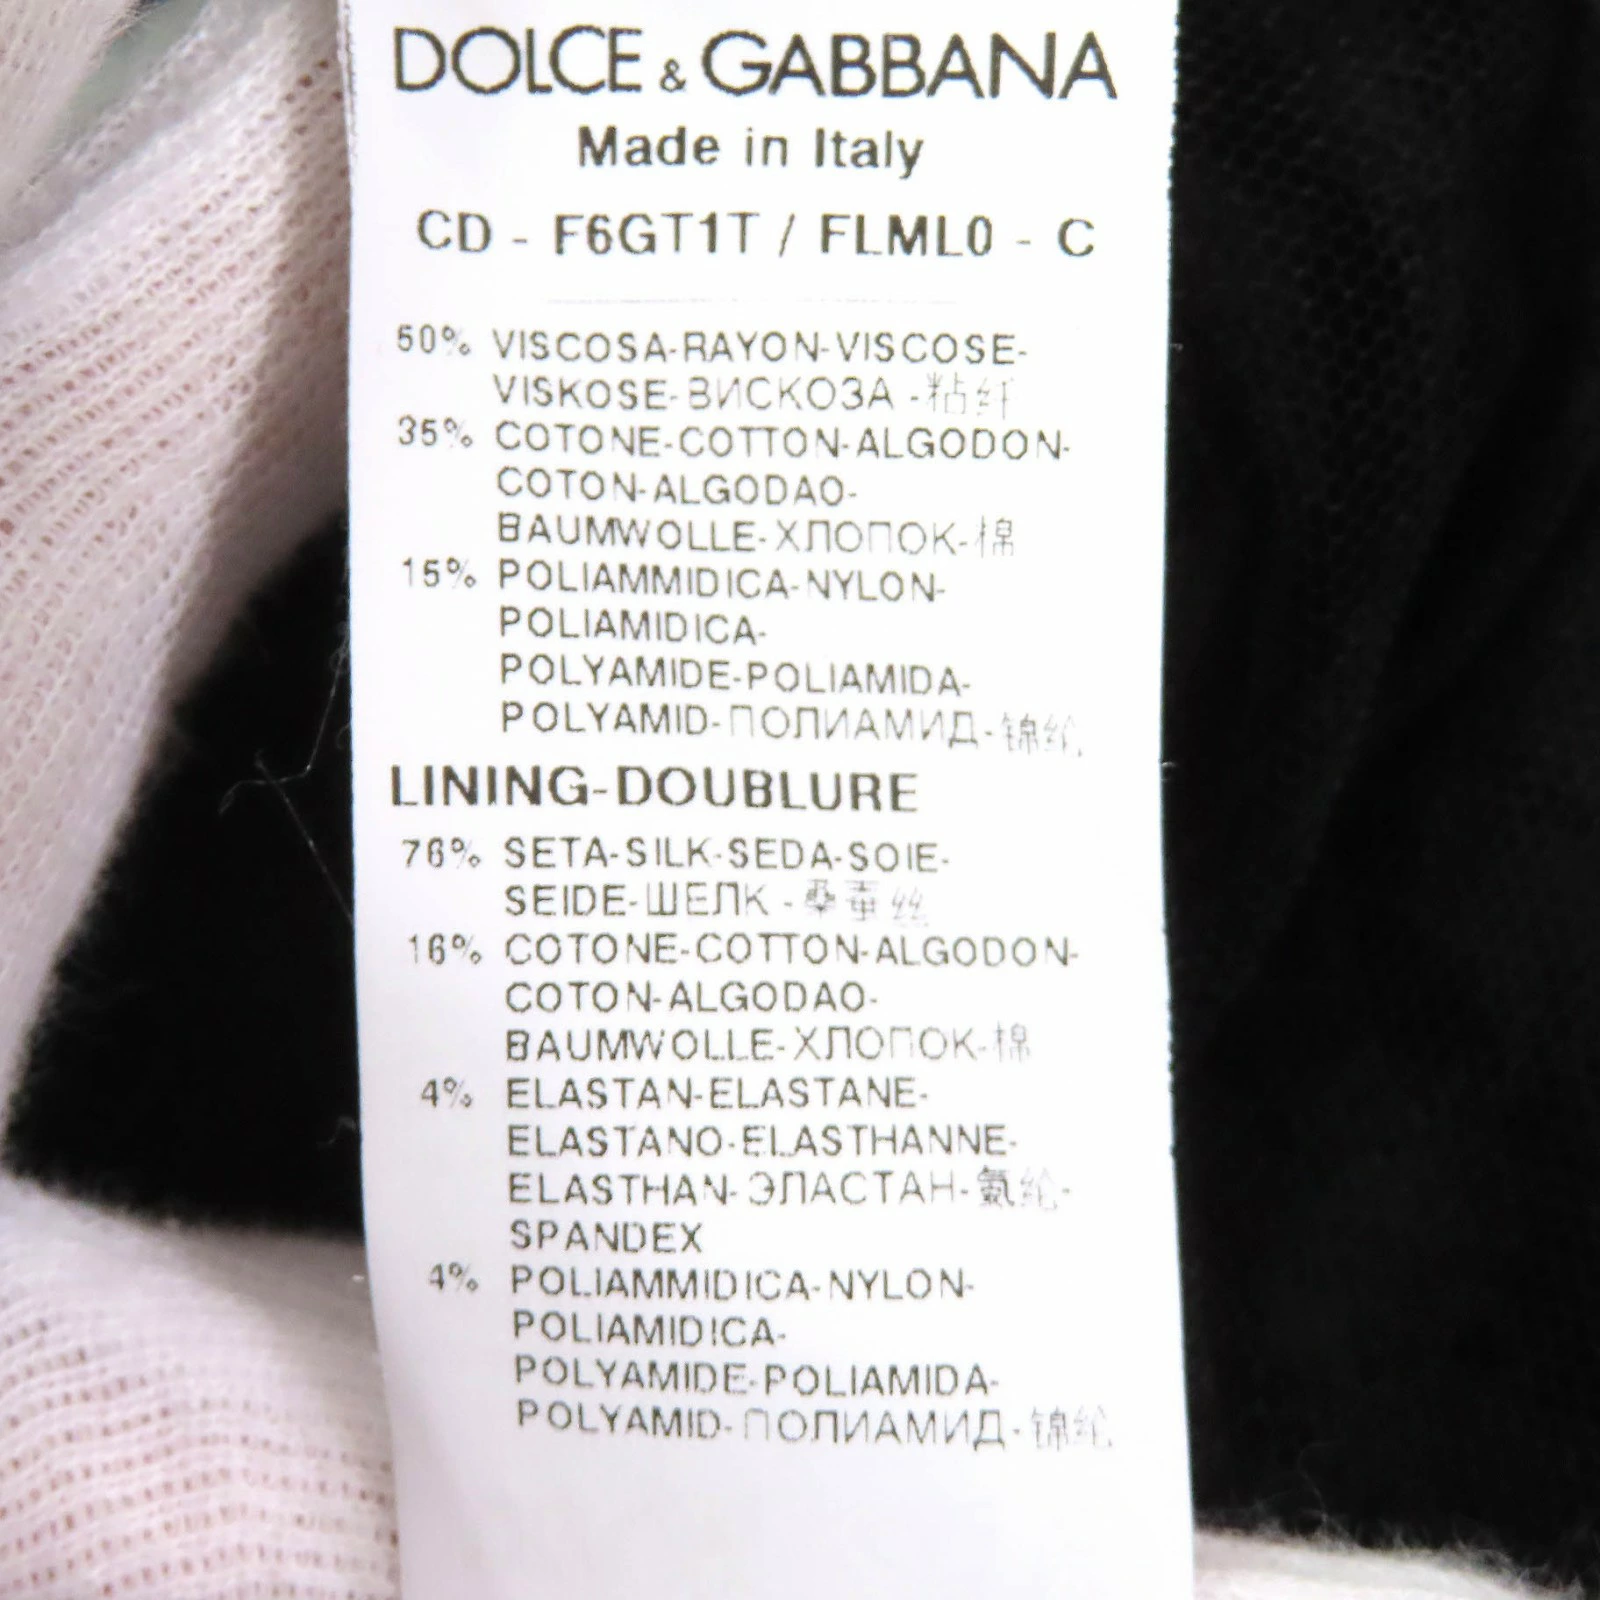 DOLCE & GABBANA
Made in Italy
CD - F6GT1T / FLML0 - C
50% VISCOSA-RAYON-VISCOSE-
VISKOSE-ВИСКОЗА -粘纤
35% COTONE-COTTON-ALGODON-
COTON-ALGODAO-
BAUMWOLLE-ХЛОПОК-棉
15% POLIAMMIDICA-NYLON-
POLIAMIDICA-
POLYAMIDE-POLIAMIDA-
POLYAMID-ПОЛИАМИД-锦纶
LINING-DOUBLURE
76% SETA-SILK-SEDA-SOIE-
SEIDE-ШЕЛК -桑蚕丝
16% COTONE-COTTON-ALGODON-
COTON-ALGODAO-
BAUMWOLLE-ХЛОПОК-棉
4% ELASTAN-ELASTANE-
ELASTANO-ELASTHANNE-
ELASTHAN-ЭЛАСТАН-氨纶-
SPANDEX
4% POLIAMMIDICA-NYLON-
POLIAMIDICA-
POLYAMIDE-POLIAMIDA-
POLYAMID-ПОЛИАМИД-锦纶